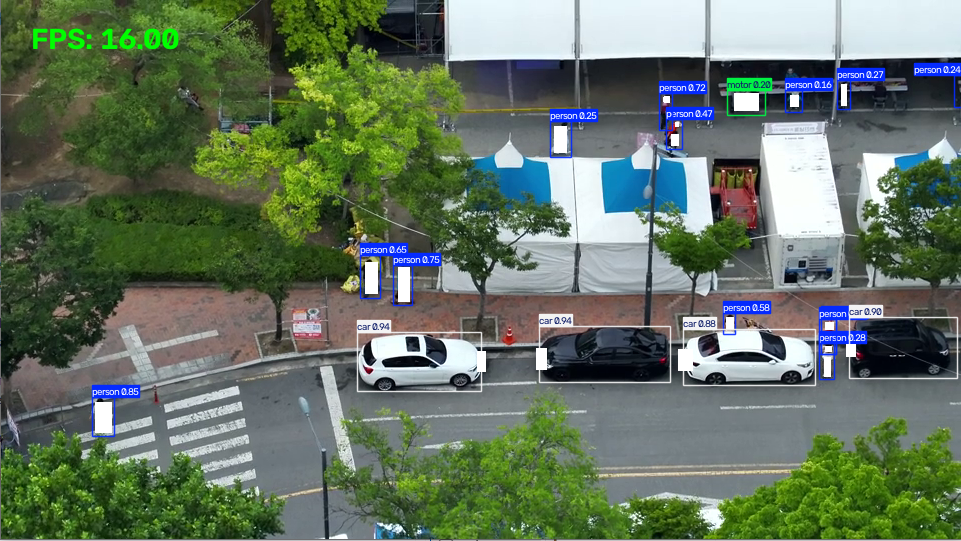 FPS: 16.00
person 0.24
person 0.27
motor 0.20
person 0.16
person 0.72
person 0.47
person 0.25
person 0.65
person 0.75
person 0.58
car 0.90
person
car 0.94
car 0.94
car 0.88
0.28
person 0.85